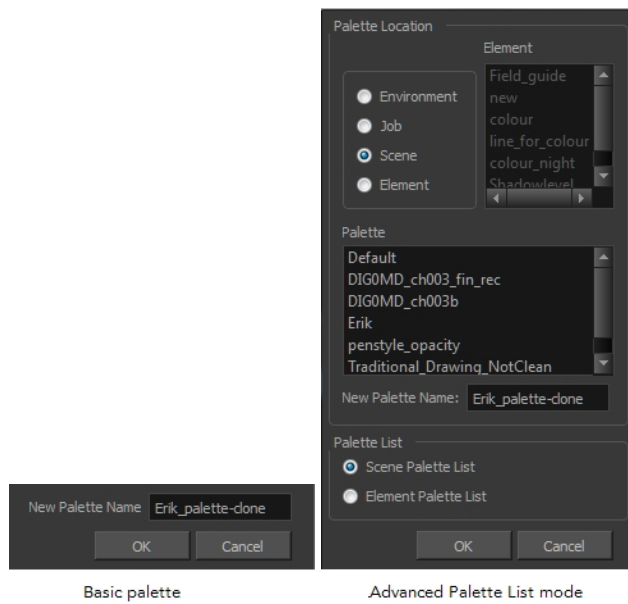 Palette Location
Element
Environment
Job
Scene
Element
Field_guide
new
colour
line_for_colour
colour_night
Shadowlevel
Palette
Default
DIG0MD_ch003_fin_rec
DIG0MD_ch003b
Erik
penstyle_opacity
Traditional_Drawing_NotClean
New Palette Name: Erik_palette-clone
Palette List
Scene Palette List
Element Palette List
OK Cancel
New Palette Name Erik_palette-clone
OK Cancel
Basic palette
Advanced Palette List mode